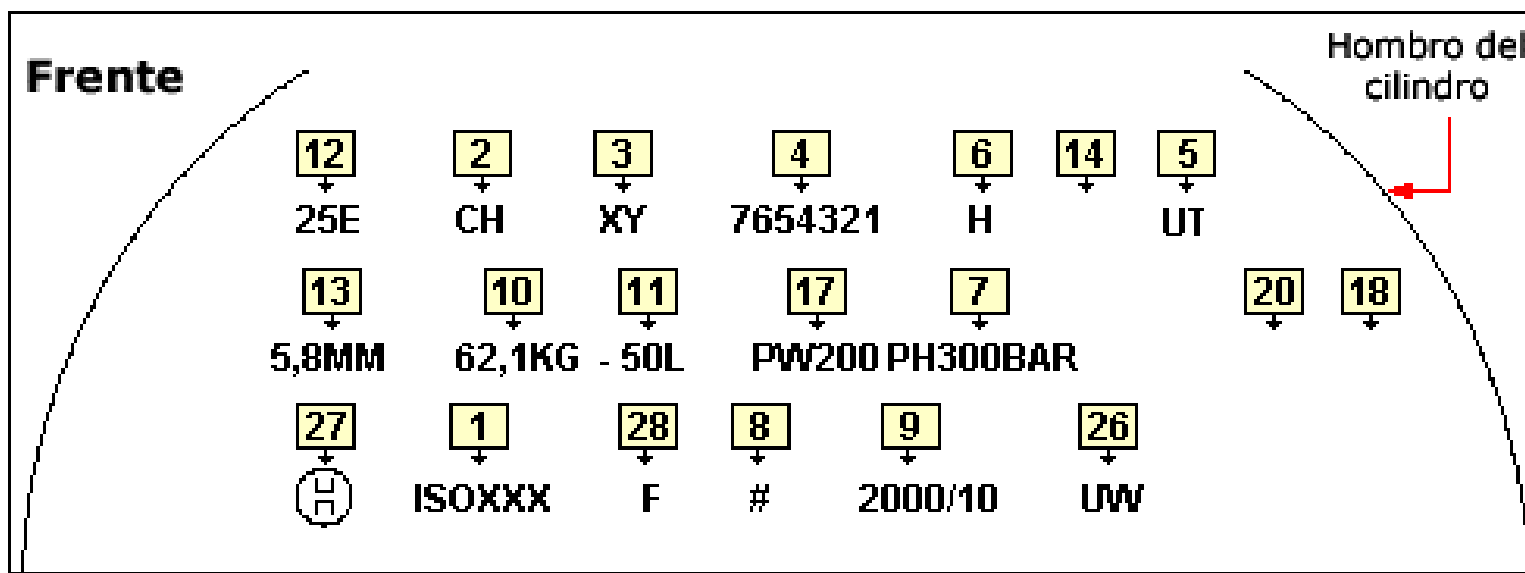 Frente
Hombro del
cilindro
12 2 3 4 6 14 5
25E CH XY 7654321 H UT
13 10 11 17 7 20 18
5,8MM 62,1KG - 50L PW200 PH300BAR
27 1 28 8 9 26
ISOXXX F # 2000/10 UW